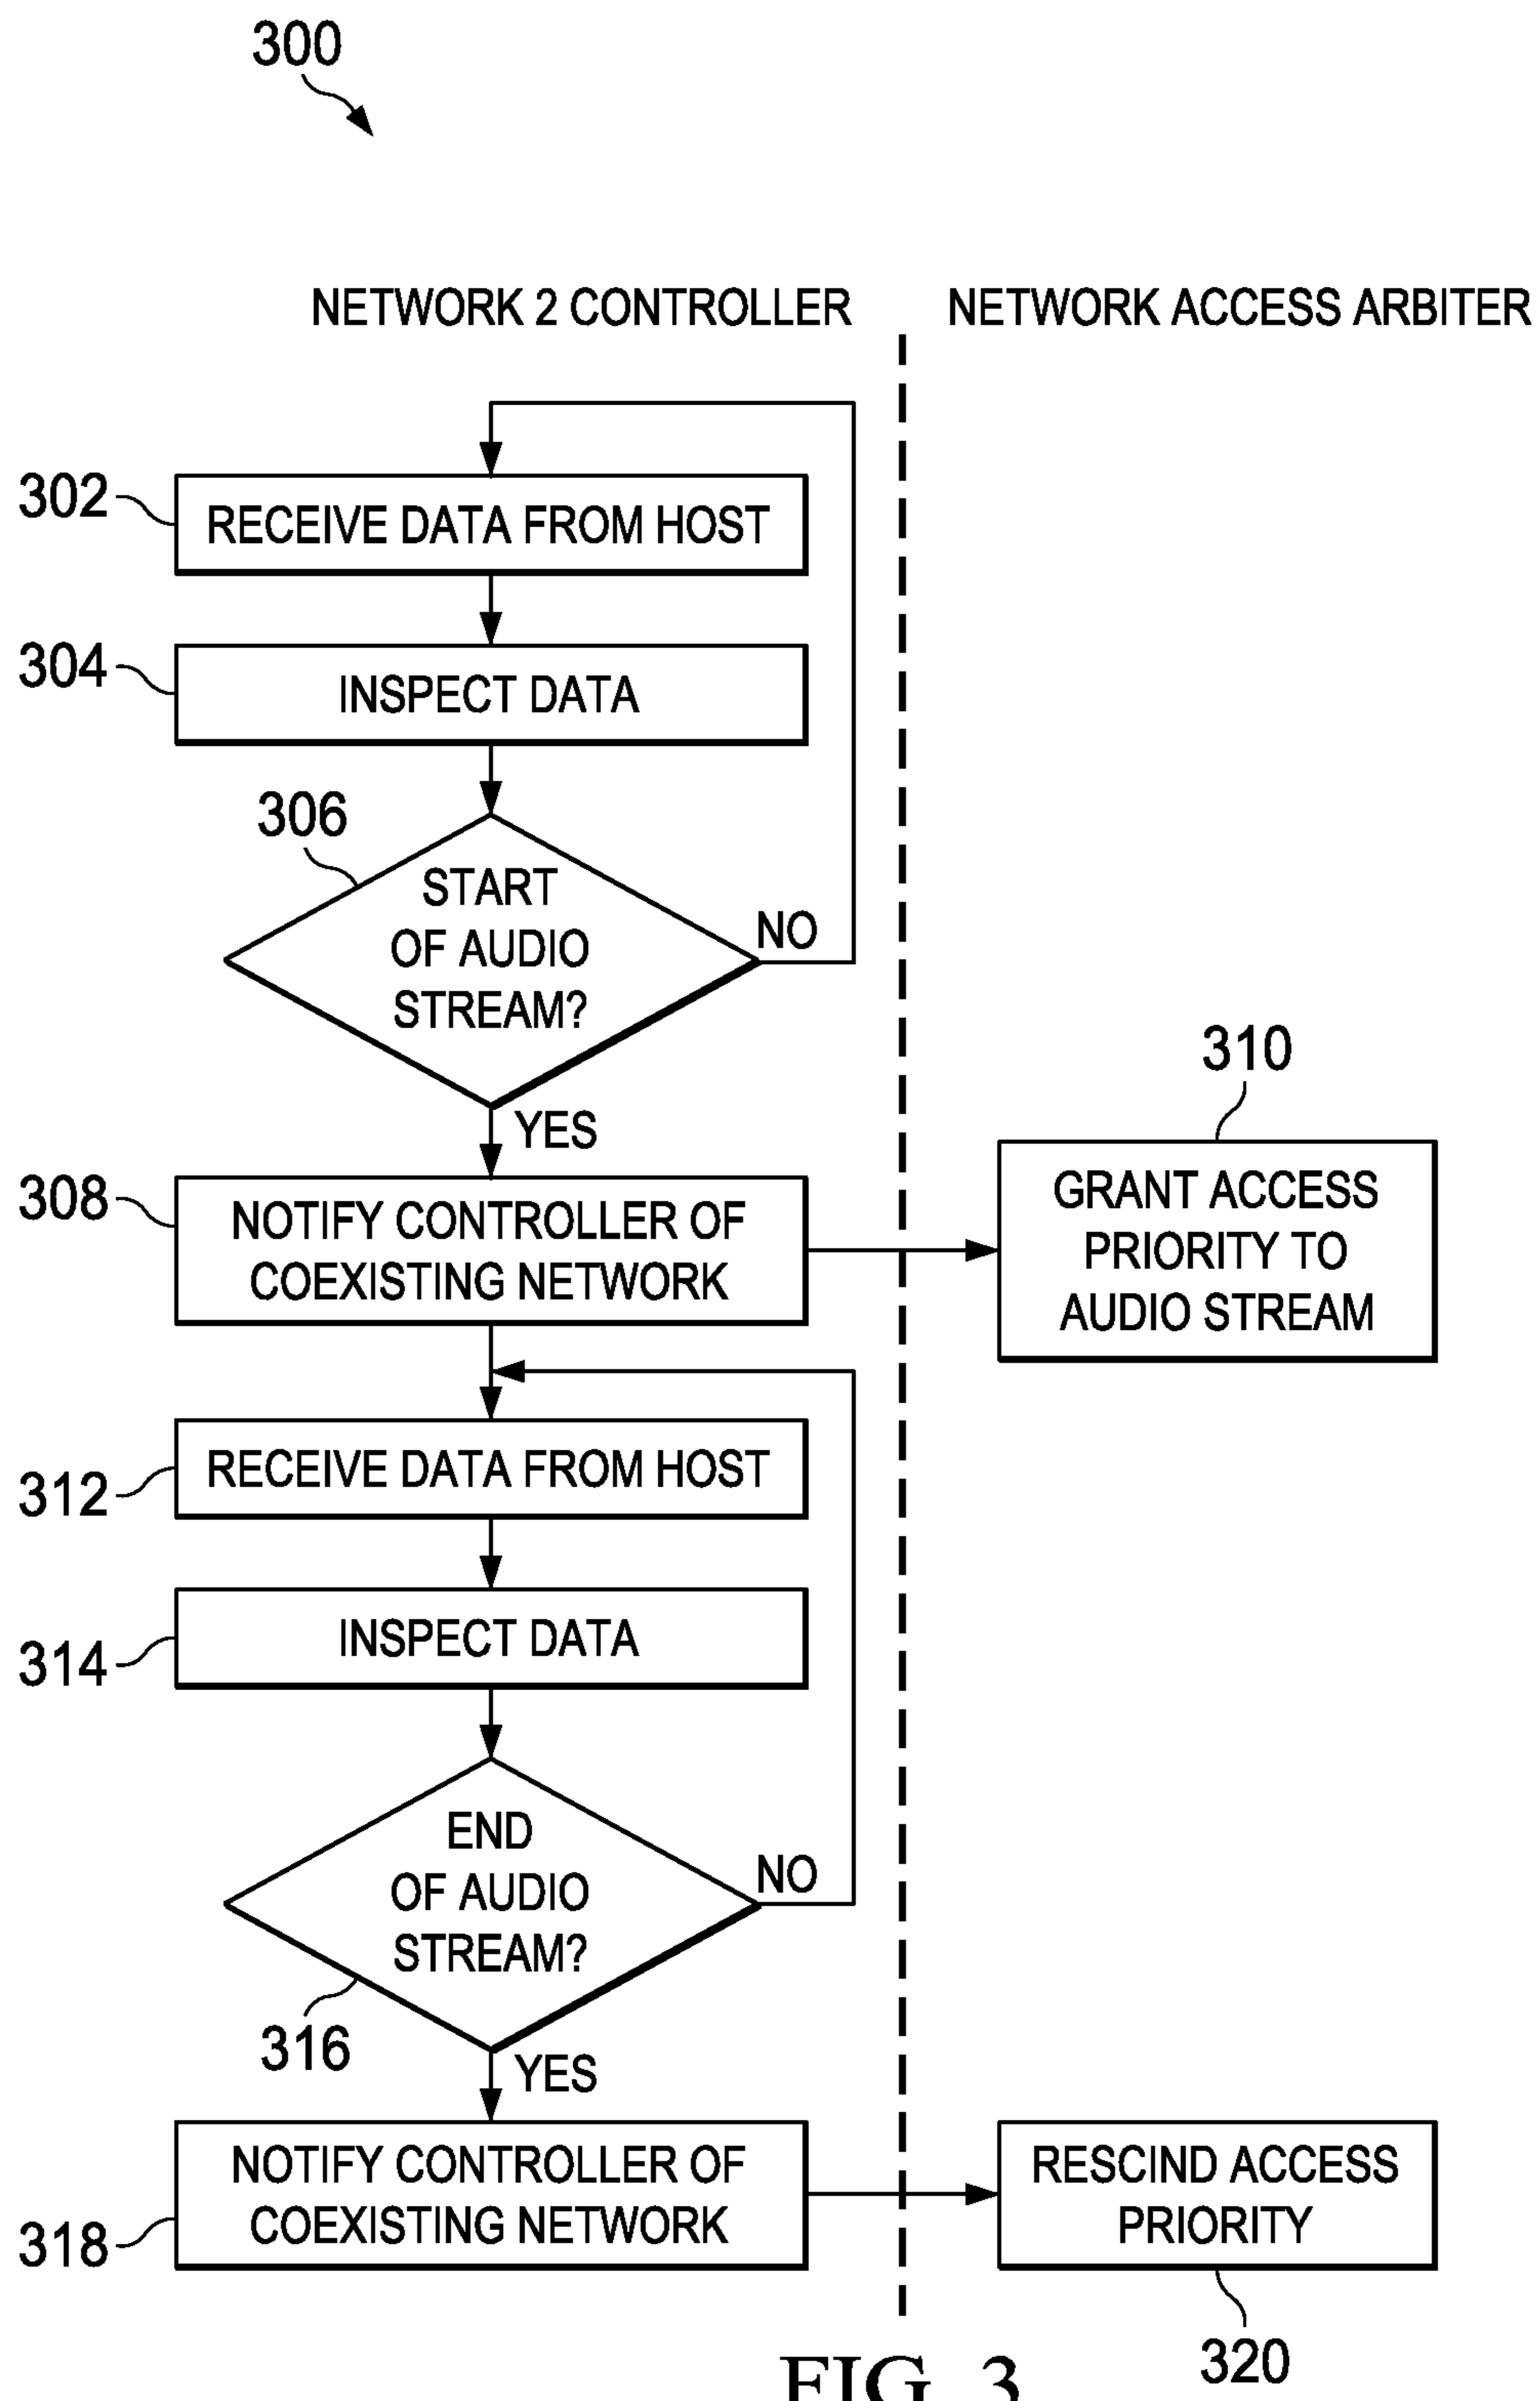 300
NETWORK 2 CONTROLLER
NETWORK ACCESS ARBITER
302
RECEIVE DATA FROM HOST
304
INSPECT DATA
306
START
OF AUDIO
STREAM?
NO
YES
308
NOTIFY CONTROLLER OF
COEXISTING NETWORK
310
GRANT ACCESS
PRIORITY TO
AUDIO STREAM
312
RECEIVE DATA FROM HOST
314
INSPECT DATA
END
OF AUDIO
STREAM?
NO
316
YES
318
NOTIFY CONTROLLER OF
COEXISTING NETWORK
RESCIND ACCESS
PRIORITY
320
FIG. 3